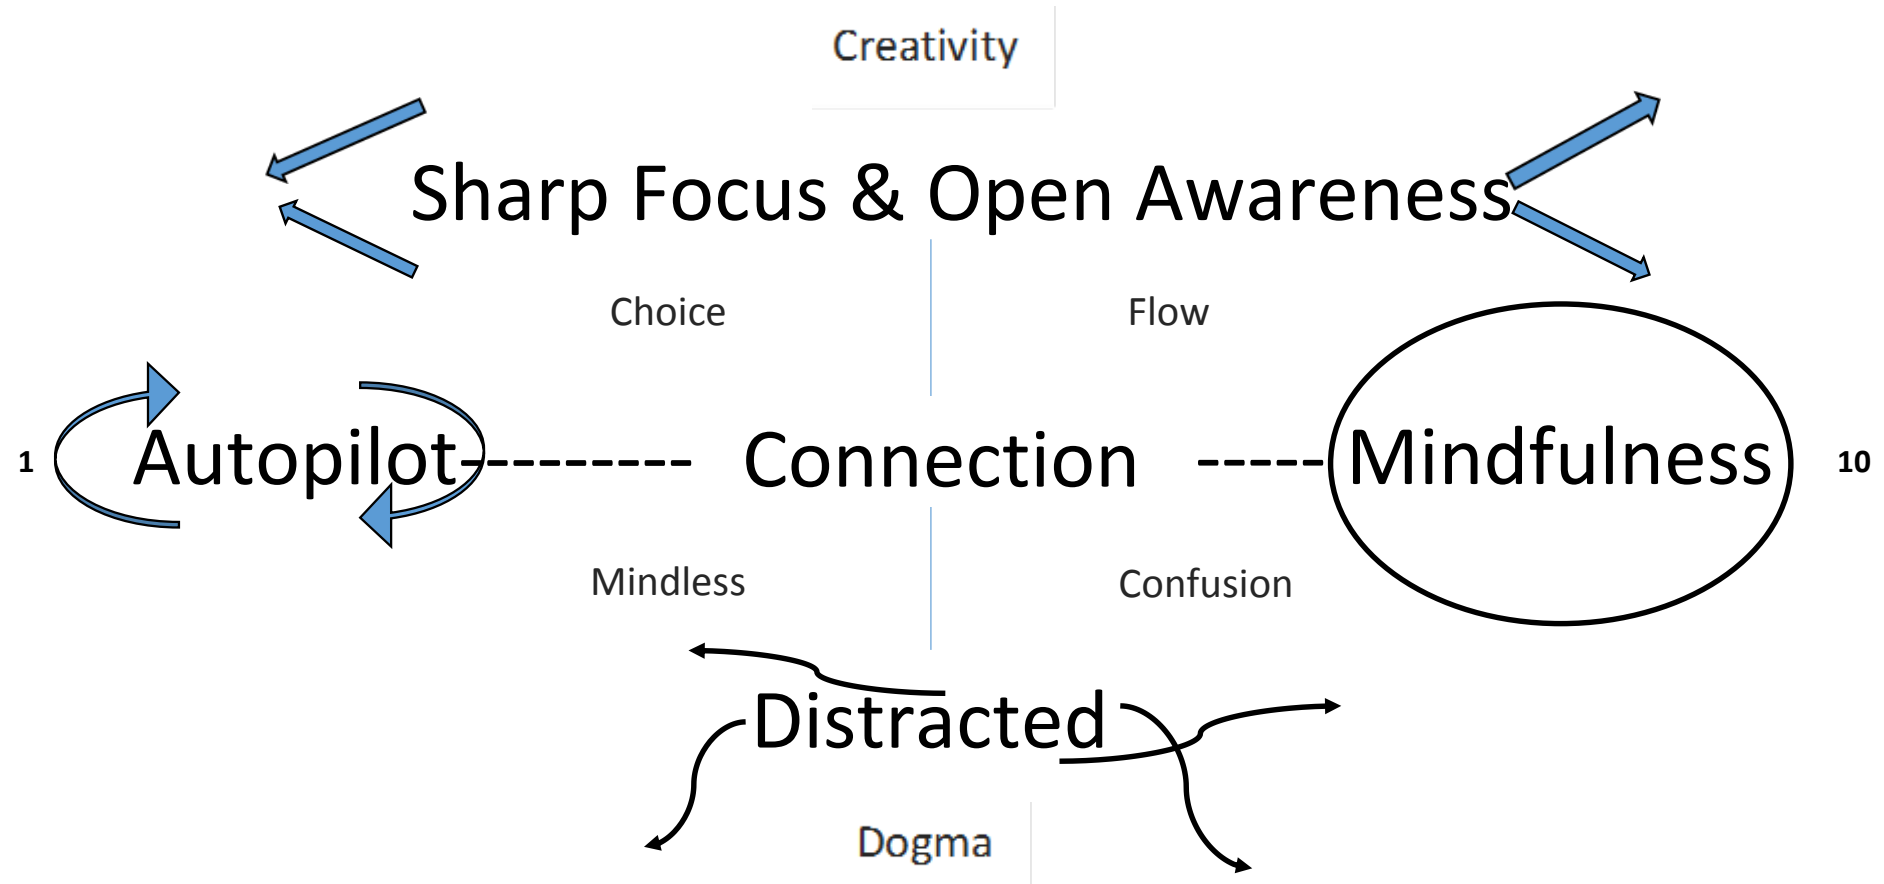 Creativity
Sharp Focus & Open Awareness
Choice Flow
1 Autopilot---------- Connection -----Mindfulness 10
Mindless Confusion
Distracted
Dogma